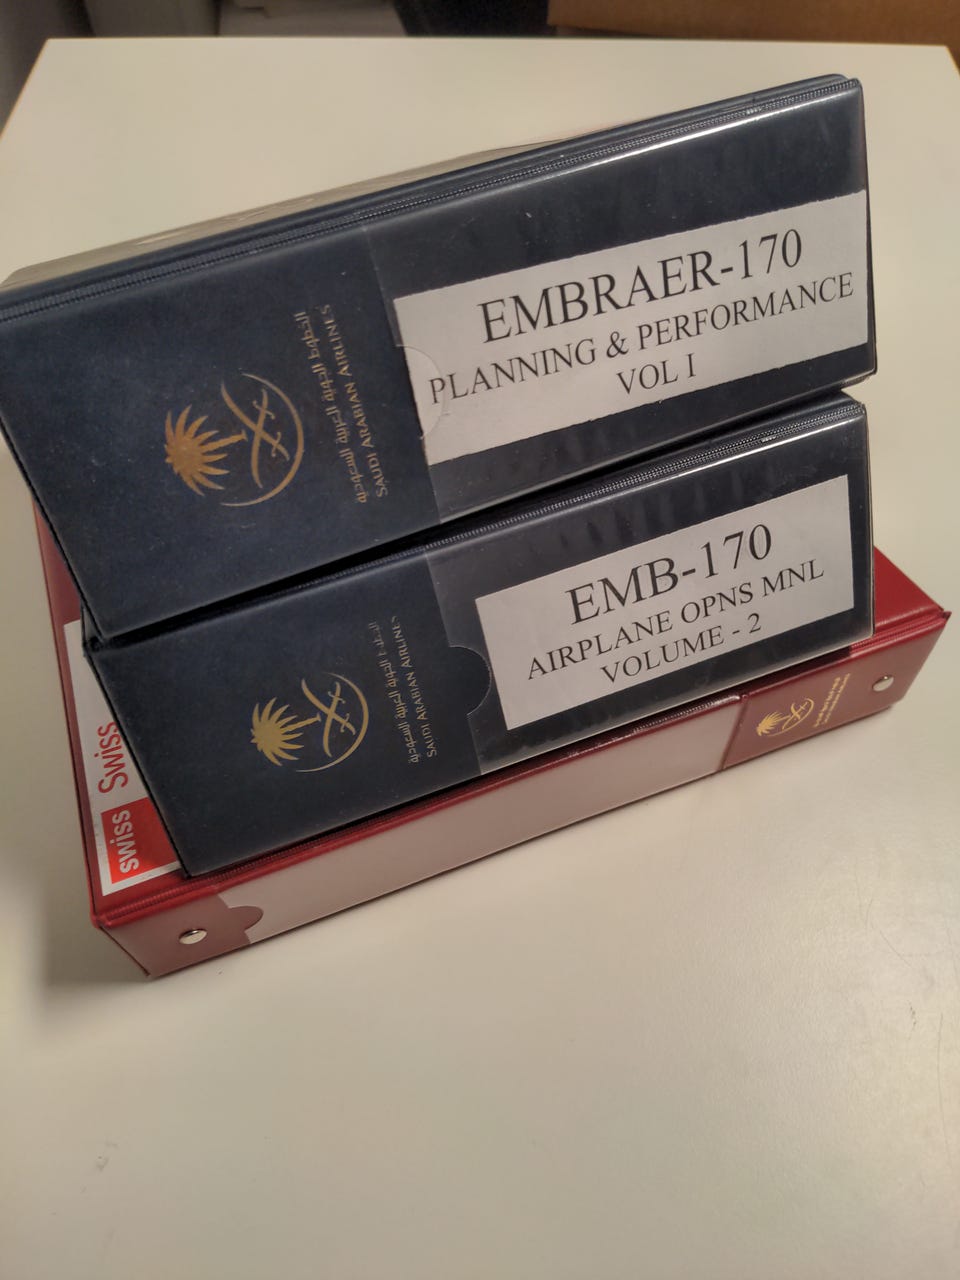 EMBRAER-170
PLANNING & PERFORMANCE
VOL I
الخطوط الجوية العربية السعودية
SAUDI ARABIAN AIRLINES
EMB-170
AIRPLANE OPNS MNL
VOLUME - 2
الخطوط الجوية العربية السعودية
SAUDI ARABIAN AIRLINES
Swiss
swiss